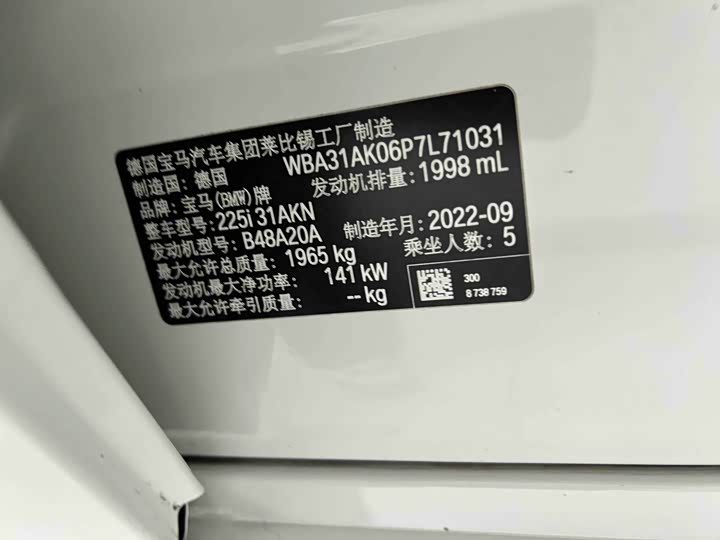 德国宝马汽车集团莱比锡工厂制造
制造国: 德国 WBA31AK06P7L71031
品牌: 宝马(BMW)牌 发动机排量: 1998 mL
整车型号: 225i 31AKN 制造年月: 2022-09
发动机型号: B48A20A 乘坐人数: 5
最大允许总质量: 1965 kg
发动机最大净功率: 141 kW
最大允许牵引质量: -- kg
300
8 738 759